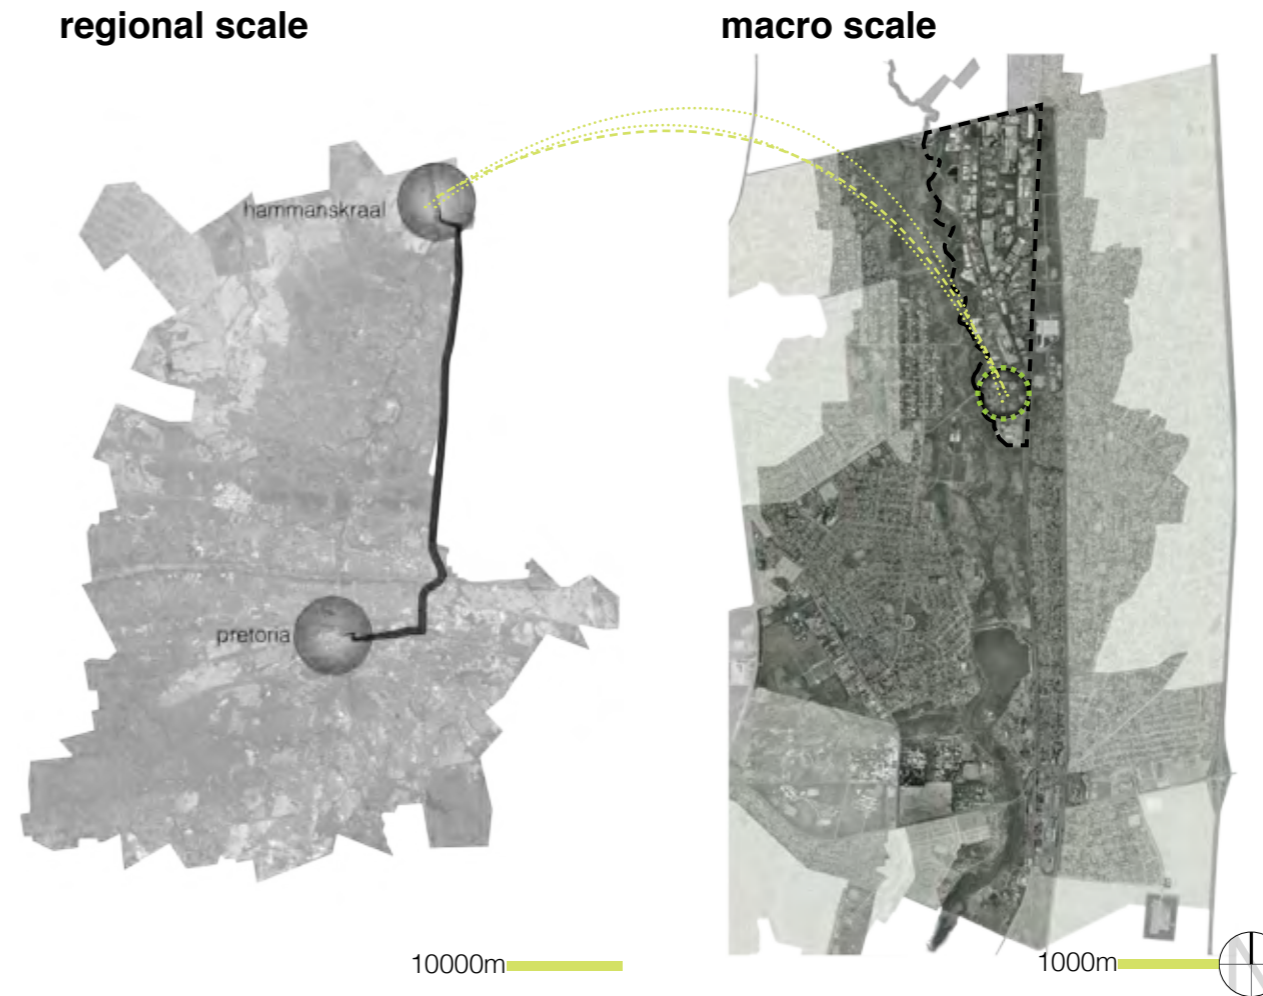 regional scale
macro scale
hammanskraal
pretoria
10000m
1000m
N